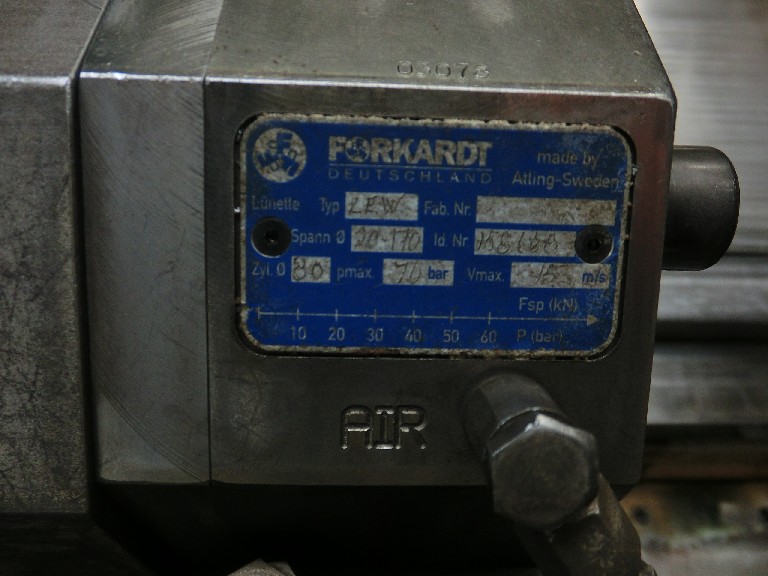 03073
FORKARDT
DEUTSCHLAND
made by
Atling-Sweden
Lünette Typ LEW Fab. Nr.
Spann Ø 20-170 Id. Nr
Zyl. Ø 80 pmax. 70 bar Vmax. 15 m/s
Fsp (kN)
10 20 30 40 50 60 P (bar)
AIR